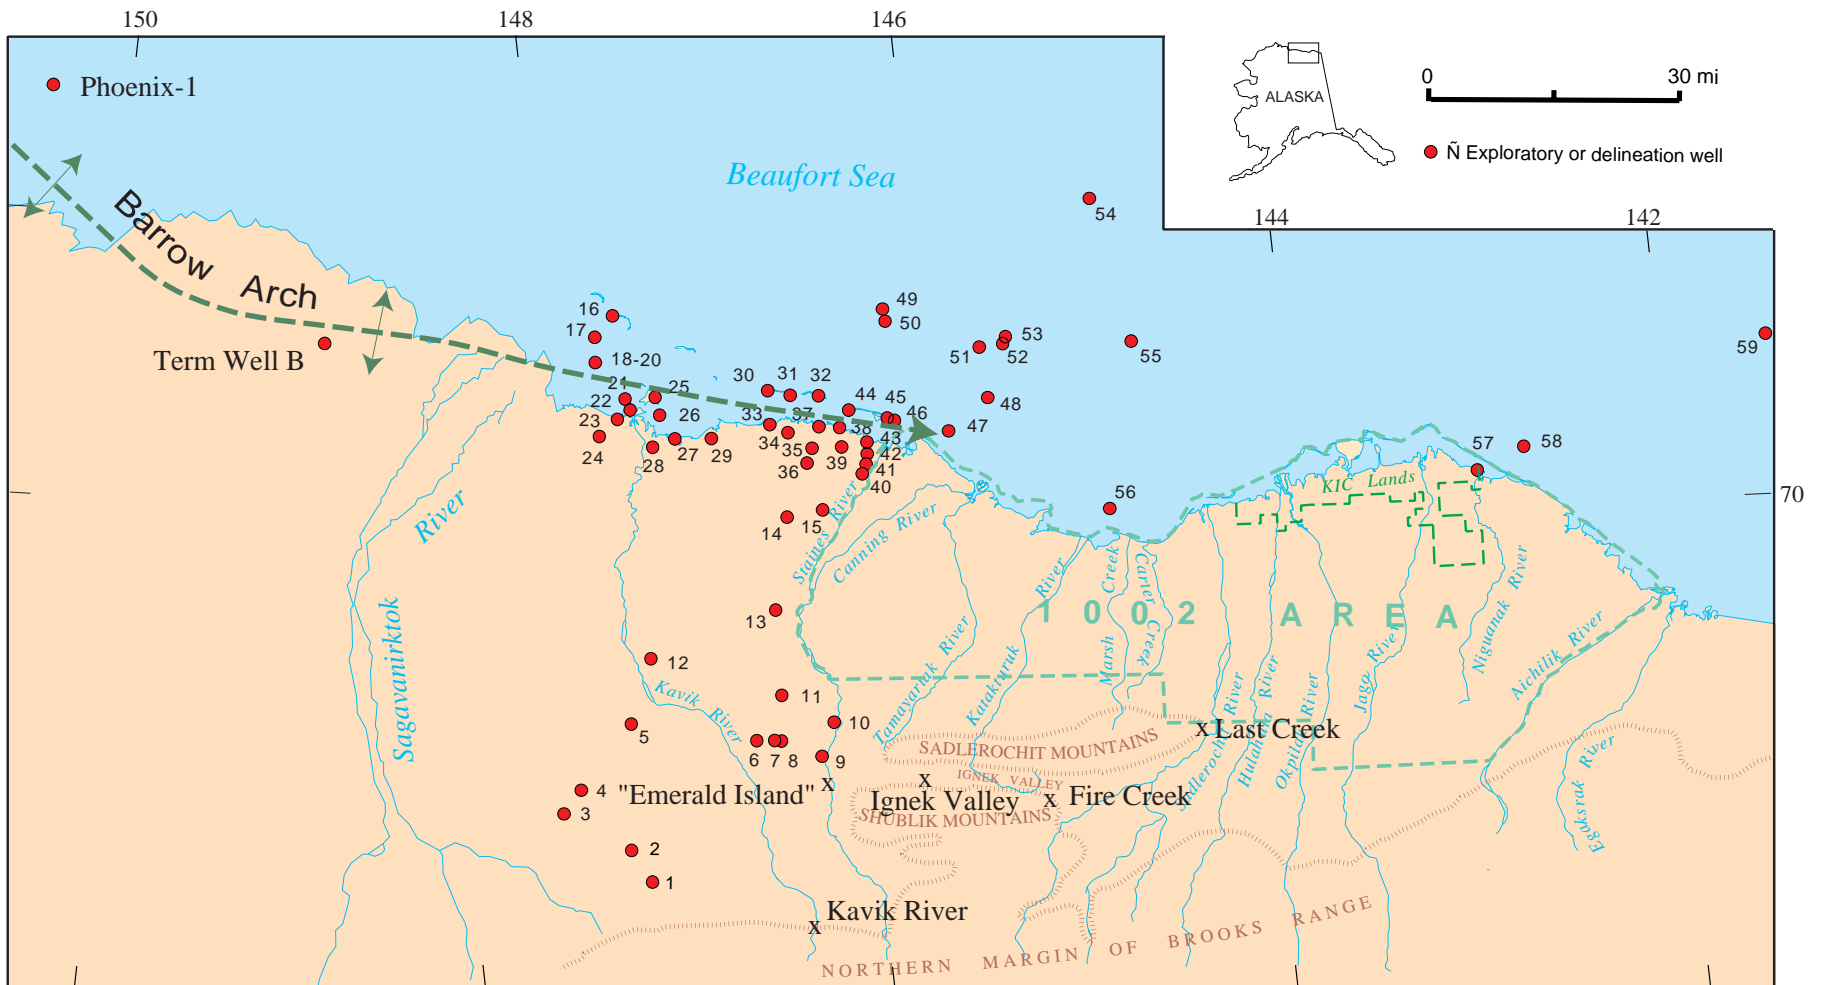 150
148
146
Phoenix-1
0
30 mi
ALASKA
Ñ Exploratory or delineation well
Beaufort Sea
54
144
142
Barrow Arch
Term Well B
49
50
16
17
18-20
53
51
52
55
59
48
21
22
23
24
25
26
27
28
29
30
31
32
33
34
35
36
37
38
39
40
41
42
43
44
45
46
47
56
57
58
70
KIC Lands
14
15
Staines River
Canning River
Sagavanirktok River
13
12
11
10
Kavik River
5
6
7
8
9
4
3
2
1
Tamayariak River
Katakturuk River
Marsh Creek
Carter Creek
1002 AREA
Sadlerochit River
Hulahula River
Okpilak River
Jago River
Niguanak River
Aichilik River
Egaksrak River
x Last Creek
SADLEROCHIT MOUNTAINS
IGNEK VALLEY
"Emerald Island" x
x
Ignek Valley
x Fire Creek
SHUBLIK MOUNTAINS
Kavik River
x
NORTHERN MARGIN OF BROOKS RANGE